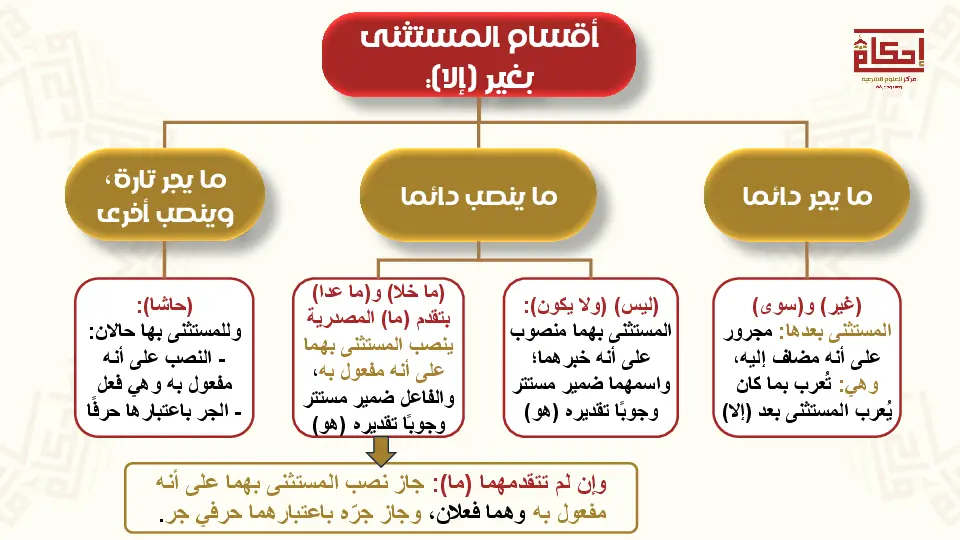 أقسام المستثنى
بغير (إلا):
إحكام
مركز للعلوم الشرعية
ما يجر دائما
ما ينصب دائما
ما يجر تارة،
وينصب أخرى
(غير) و(سوى)
المستثنى بعدها: مجرور
على أنه مضاف إليه،
وهي: تُعرب بما كان
يُعرب المستثنى بعد (إلا)
(ليس) (ولا يكون):
المستثنى بهما منصوب
على أنه خبرهما؛
واسمهما ضمير مستتر
وجوبًا تقديره (هو)
(ما خلا) و(ما عدا)
بتقدم (ما) المصدرية
ينصب المستثنى بهما
على أنه مفعول به،
والفاعل ضمير مستتر
وجوبًا تقديره (هو)
(حاشا):
وللمستثنى بها حالان:
- النصب على أنه
مفعول به وهي فعل
- الجر باعتبارها حرفًا
وإن لم تتقدمهما (ما): جاز نصب المستثنى بهما على أنه
مفعول به وهما فعلان، وجاز جرّه باعتبارهما حرفي جر.